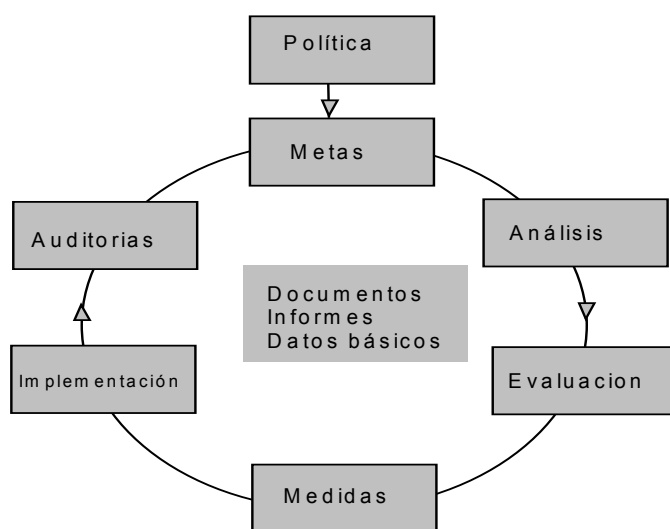 Política
Metas
Auditorias
Análisis
Documentos
Informes
Datos básicos
Implementación
Evaluacion
Medidas